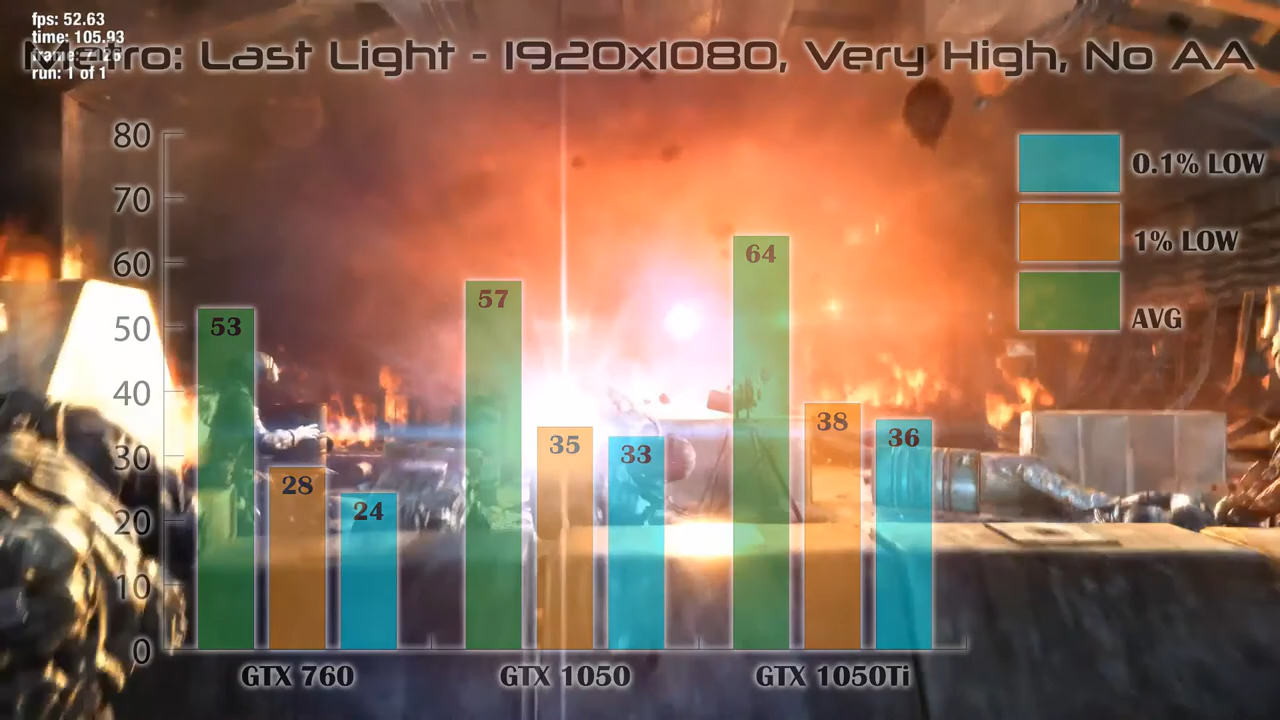 fps: 52.63
time: 105.93
frame: 7126
run: 1 of 1
Metro: Last Light - 1920x1080, Very High, No AA
80
70
60
50
40
30
20
10
0
53
28
24
57
35
33
64
38
36
GTX 760
GTX 1050
GTX 1050Ti
0.1% LOW
1% LOW
AVG